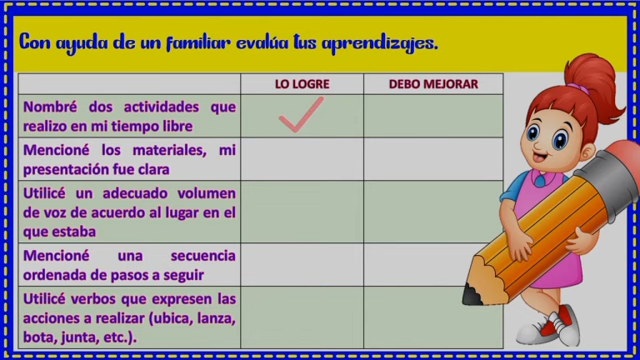 Con ayuda de un familiar evalúa tus aprendizajes.
LO LOGRE DEBO MEJORAR
Nombré dos actividades que
realizo en mi tiempo libre
Mencioné los materiales, mi
presentación fue clara
Utilicé un adecuado volumen
de voz de acuerdo al lugar en el
que estaba
Mencioné una secuencia
ordenada de pasos a seguir
Utilicé verbos que expresen las
acciones a realizar (ubica, lanza,
bota, junta, etc.).